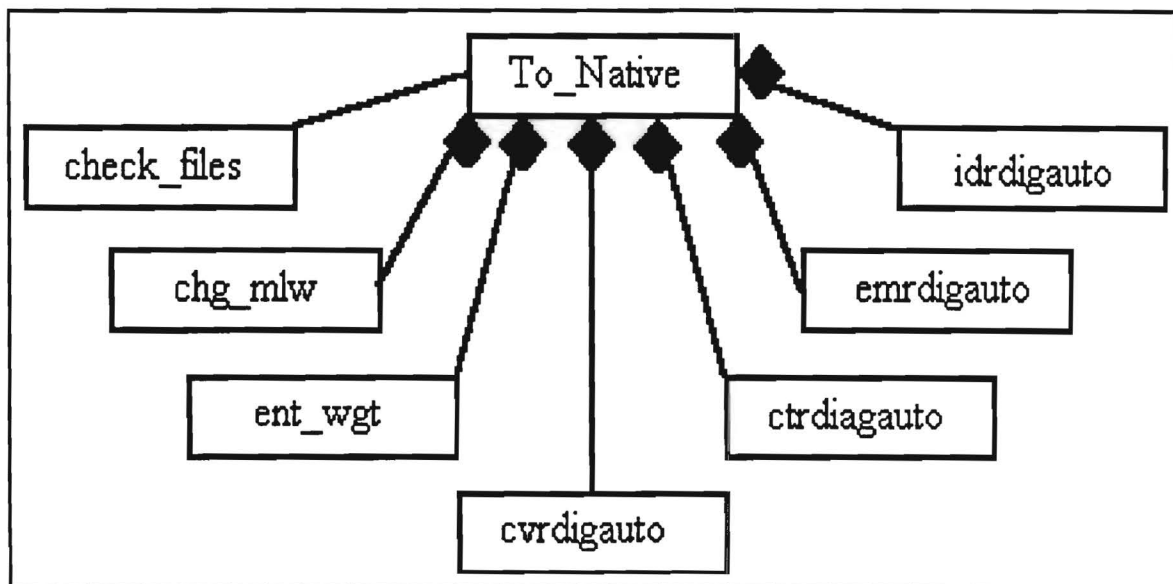 To_Native
check_files
idrdigauto
chg_mlw
emrdigauto
ent_wgt
ctrdiagauto
cvrdigauto